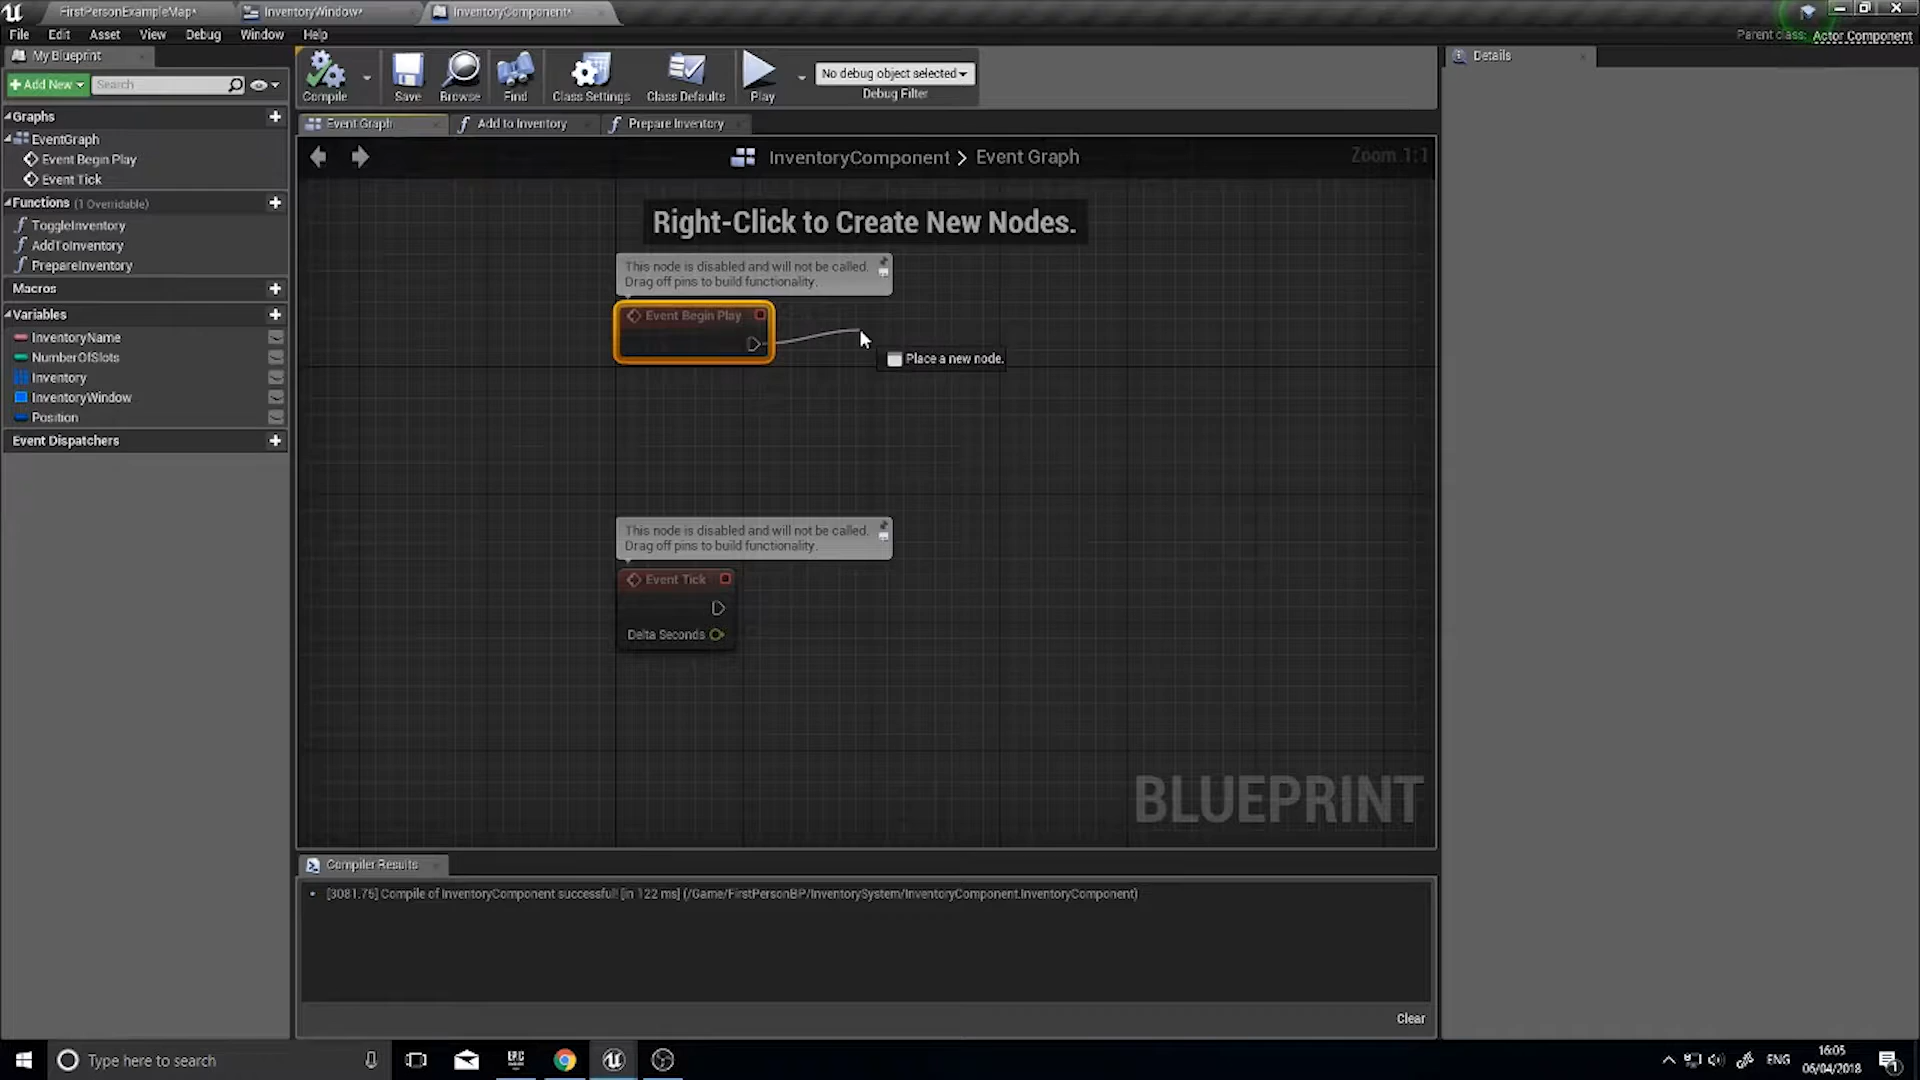 FirstPersonExampleMap*
InventoryWindow*
InventoryComponent*
File Edit Asset View Debug Window Help
Parent class: Actor Component
My Blueprint
Add New
Search
Compile
Save
Browse
Find
Class Settings
Class Defaults
Play
No debug object selected
Debug Filter
Details
Graphs
EventGraph
Event Begin Play
Event Tick
Functions (1 Overridable)
ToggleInventory
AddToInventory
PrepareInventory
Macros
Variables
InventoryName
NumberOfSlots
Inventory
InventoryWindow
Position
Event Dispatchers
Event Graph
Add to Inventory
Prepare Inventory
InventoryComponent > Event Graph
Zoom 1:1
Right-Click to Create New Nodes.
This node is disabled and will not be called.
Drag off pins to build functionality.
Event Begin Play
Place a new node.
This node is disabled and will not be called.
Drag off pins to build functionality.
Event Tick
Delta Seconds
BLUEPRINT
Compiler Results
[3081.75] Compile of InventoryComponent successful! [in 122 ms] (/Game/FirstPersonBP/InventorySystem/InventoryComponent.InventoryComponent)
Clear
Type here to search
EPIC
ENG
16:05
05/04/2018
1